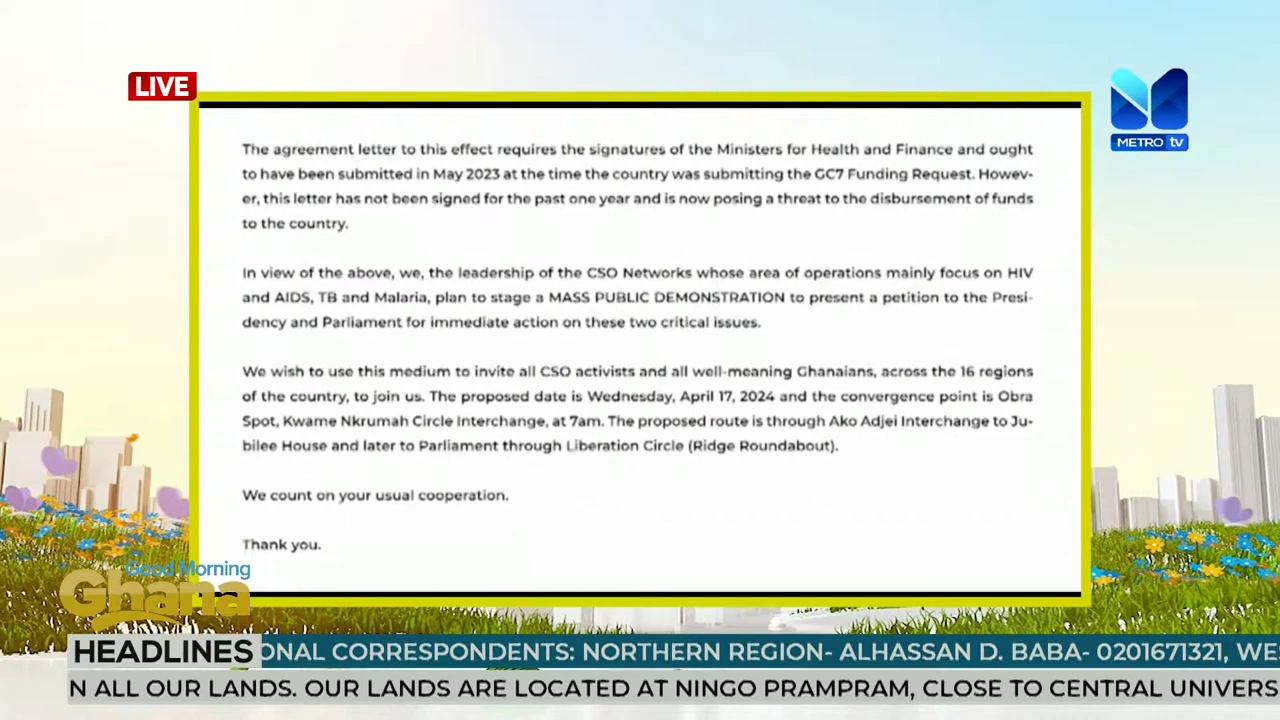 LIVE
METRO tv
The agreement letter to this effect requires the signatures of the Ministers for Health and Finance and ought
to have been submitted in May 2023 at the time the country was submitting the GC7 Funding Request. Howev-
er, this letter has not been signed for the past one year and is now posing a threat to the disbursement of funds
to the country.
In view of the above, we, the leadership of the CSO Networks whose area of operations mainly focus on HIV
and AIDS, TB and Malaria, plan to stage a MASS PUBLIC DEMONSTRATION to present a petition to the Presi-
dency and Parliament for immediate action on these two critical issues.
We wish to use this medium to invite all CSO activists and all well-meaning Ghanaians, across the 16 regions
of the country, to join us. The proposed date is Wednesday, April 17, 2024 and the convergence point is Obra
Spot, Kwame Nkrumah Circle Interchange, at 7am. The proposed route is through Ako Adjei Interchange to Ju-
bilee House and later to Parliament through Liberation Circle (Ridge Roundabout).
We count on your usual cooperation.
Thank you.
Good Morning
Ghana
HEADLINES
ONAL CORRESPONDENTS: NORTHERN REGION- ALHASSAN D. BABA- 0201671321, WES
N ALL OUR LANDS. OUR LANDS ARE LOCATED AT NINGO PRAMPRAM, CLOSE TO CENTRAL UNIVERS